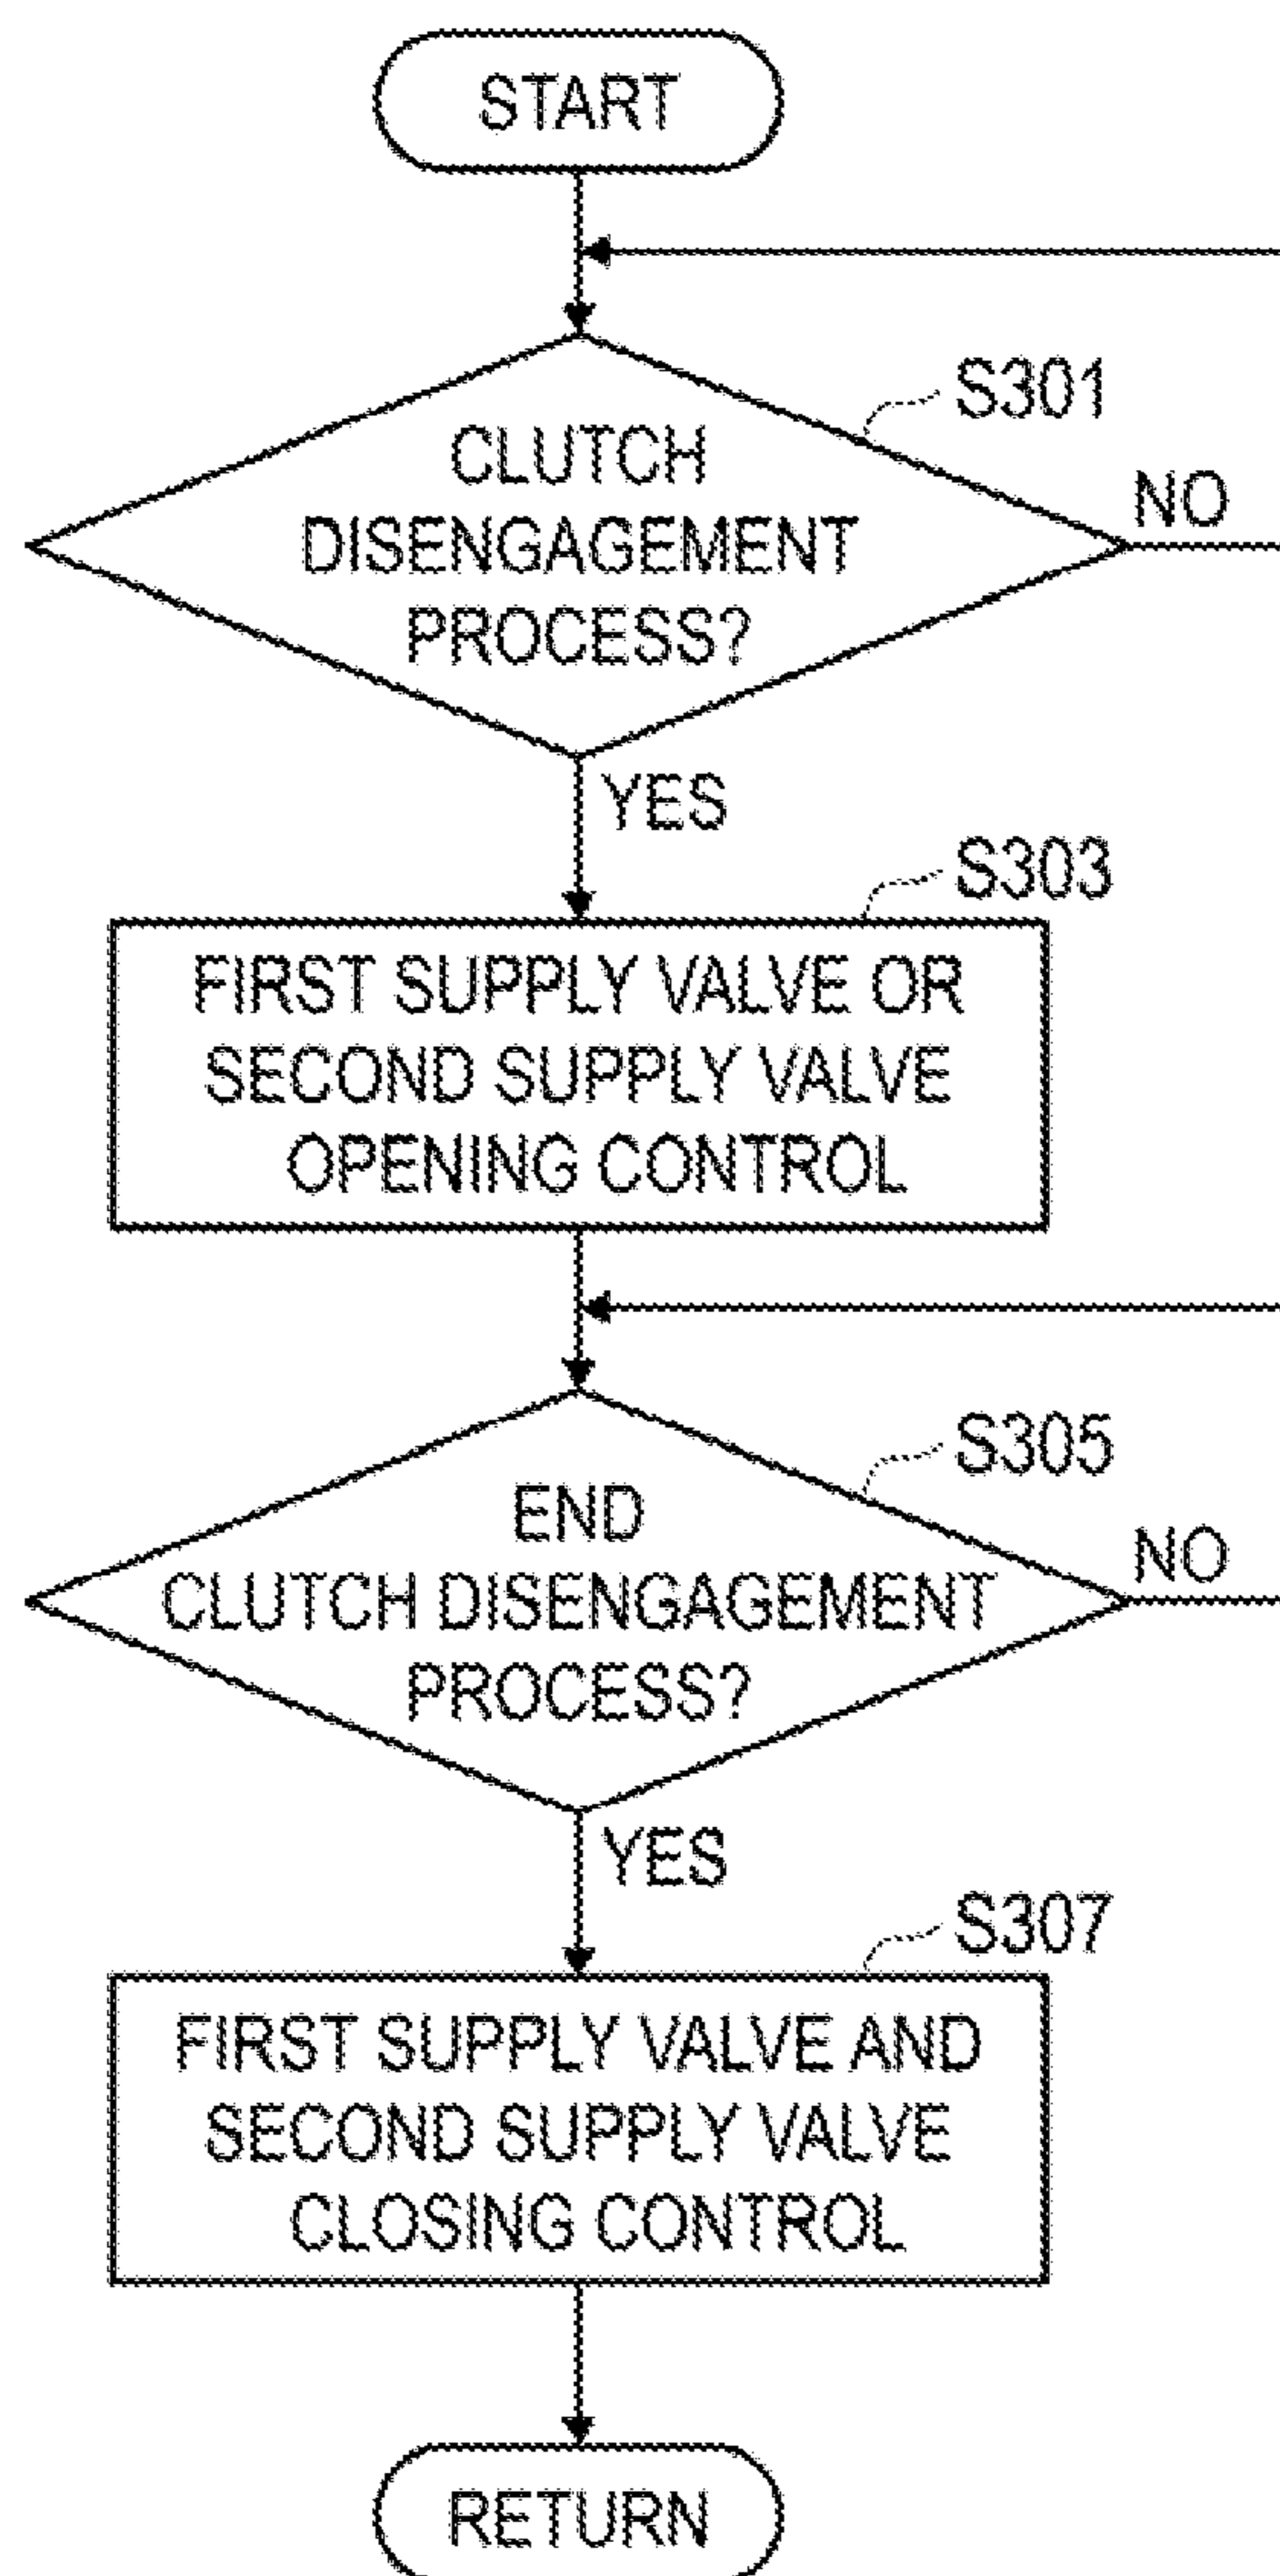 START
S301
CLUTCH
DISENGAGEMENT
PROCESS?
NO
YES
S303
FIRST SUPPLY VALVE OR
SECOND SUPPLY VALVE
OPENING CONTROL
S305
END
CLUTCH DISENGAGEMENT
PROCESS?
NO
YES
S307
FIRST SUPPLY VALVE AND
SECOND SUPPLY VALVE
CLOSING CONTROL
RETURN